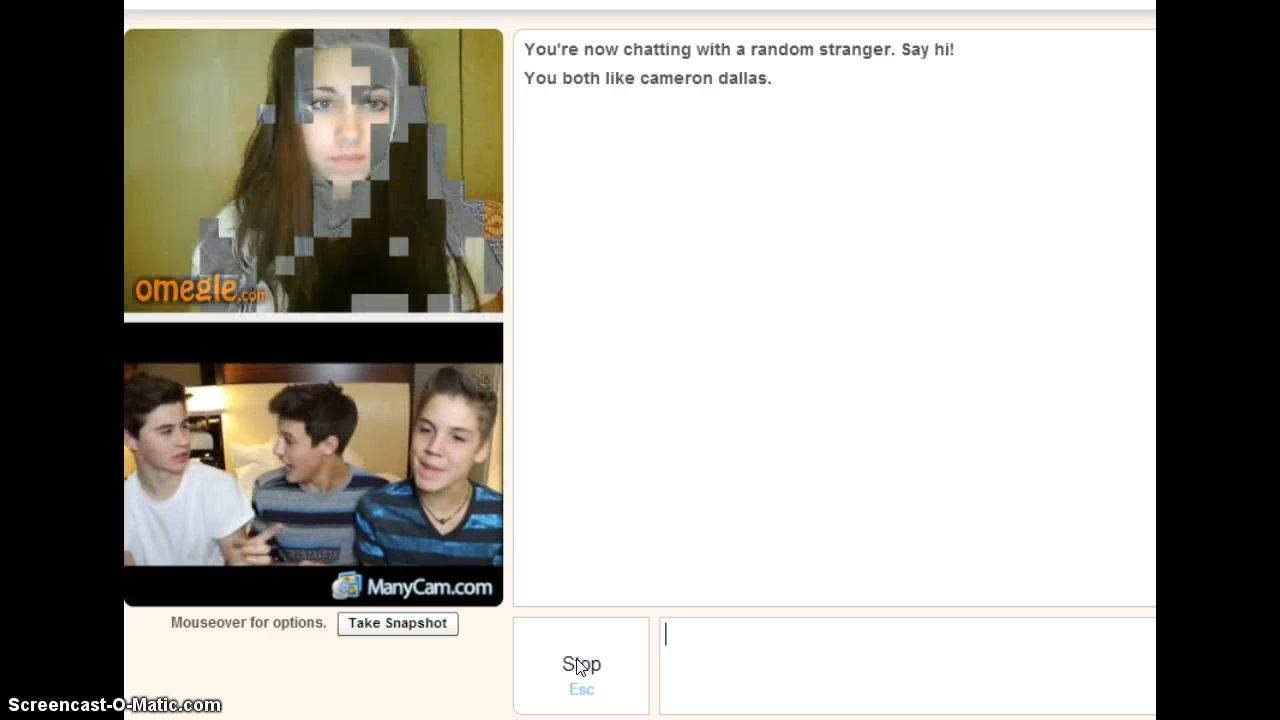 You're now chatting with a random stranger. Say hi!
You both like cameron dallas.
omegle.com
ManyCam.com
Mouseover for options.
Take Snapshot
Stop
Esc
Screencast-O-Matic.com